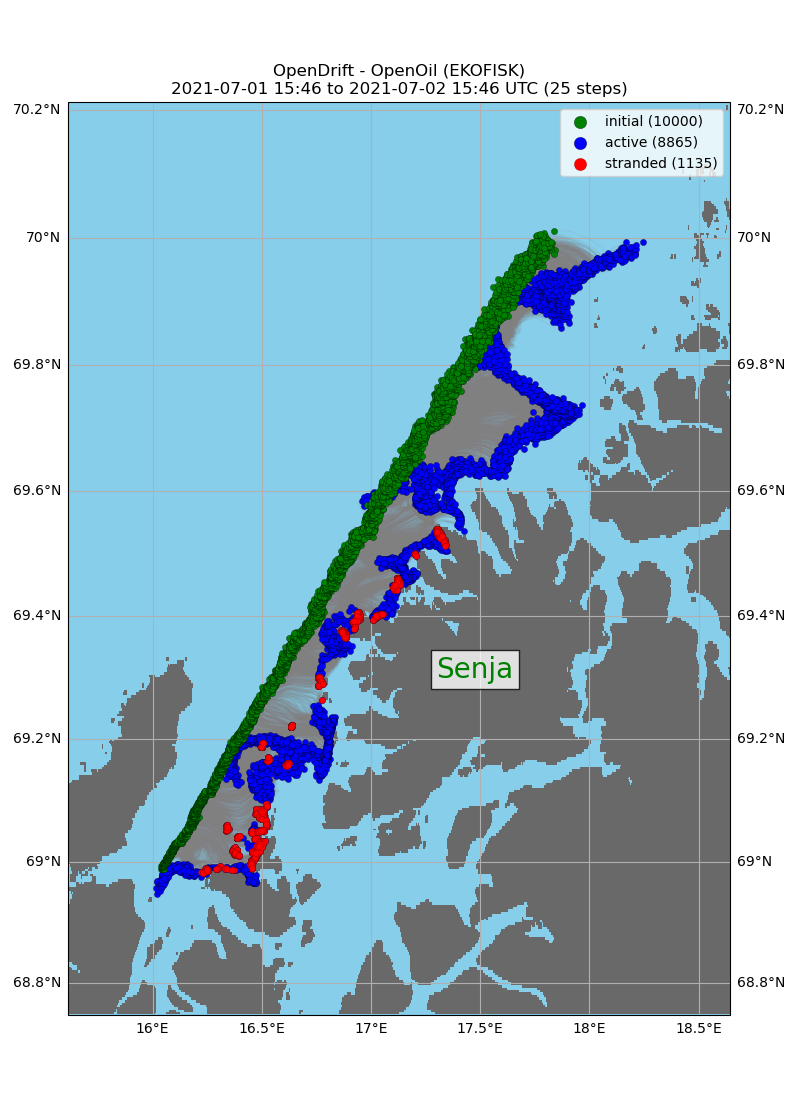 OpenDrift - OpenOil (EKOFISK)
2021-07-01 15:46 to 2021-07-02 15:46 UTC (25 steps)
70.2°N
70.2°N
initial (10000)
active (8865)
stranded (1135)
70°N
70°N
69.8°N
69.8°N
69.6°N
69.6°N
69.4°N
69.4°N
Senja
69.2°N
69.2°N
69°N
69°N
68.8°N
68.8°N
16°E
16.5°E
17°E
17.5°E
18°E
18.5°E